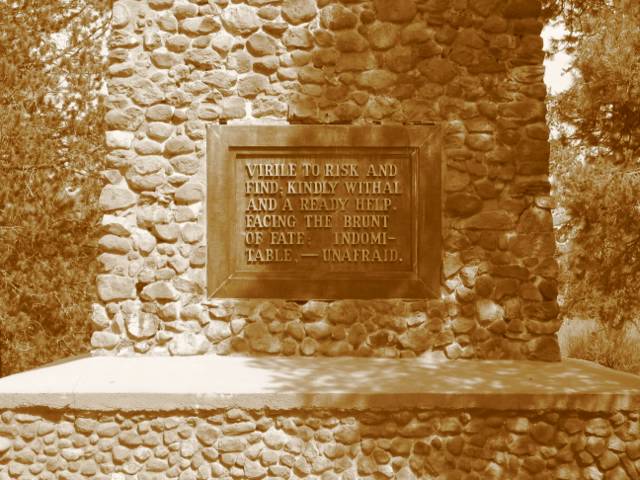 VIRILE TO RISK AND
FIND; KINDLY WITHAL
AND A READY HELP.
FACING THE BRUNT
OF FATE: INDOMI-
TABLE, — UNAFRAID.